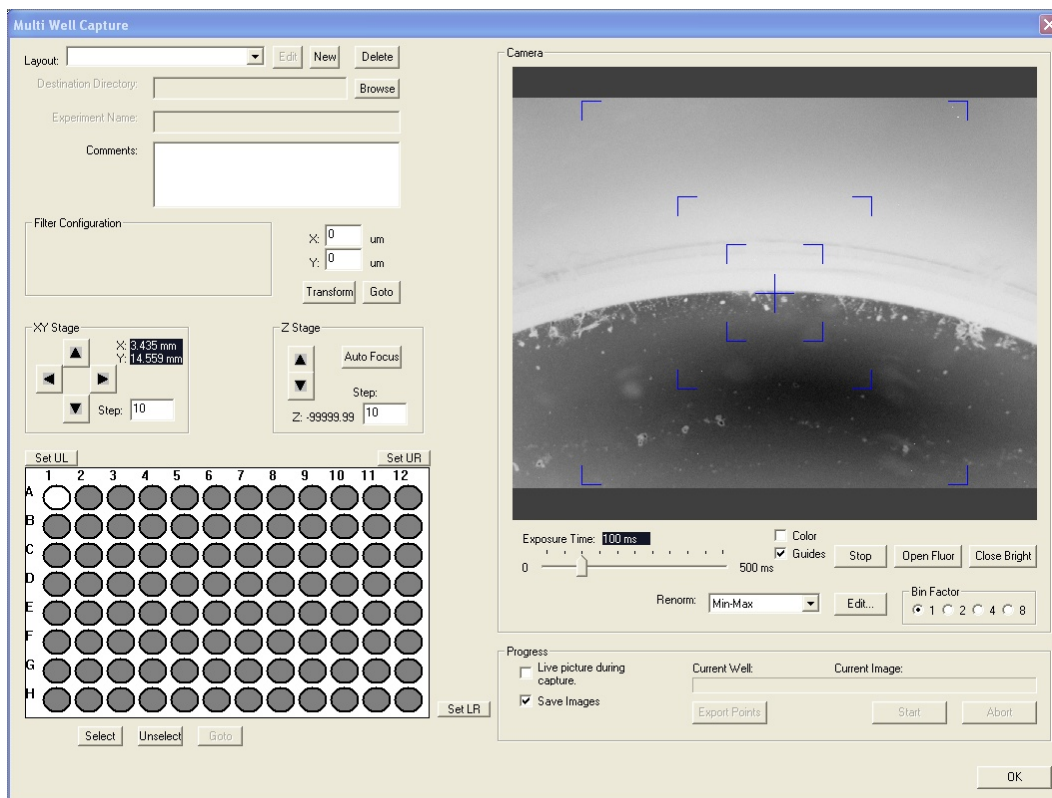 Multi Well Capture
Layout:
Edit
New
Delete
Destination Directory:
Browse
Experiment Name:
Comments:
Filter Configuration
X: 0 um
Y: 0 um
Transform
Goto
XY Stage
X: 3.435 mm
Y: 14.559 mm
Step: 10
Z Stage
Auto Focus
Step:
Z: -99999.99 10
Set UL
Set UR
1 2 3 4 5 6 7 8 9 10 11 12
A
B
C
D
E
F
G
H
Set LR
Select
Unselect
Goto
Camera
Exposure Time: 100 ms
0
500 ms
Color
Guides
Stop
Open Fluor
Close Bright
Renorm: Min-Max
Edit...
Bin Factor
1 2 4 8
Progress
Live picture during
capture.
Save Images
Current Well:
Current Image:
Export Points
Start
Abort
OK